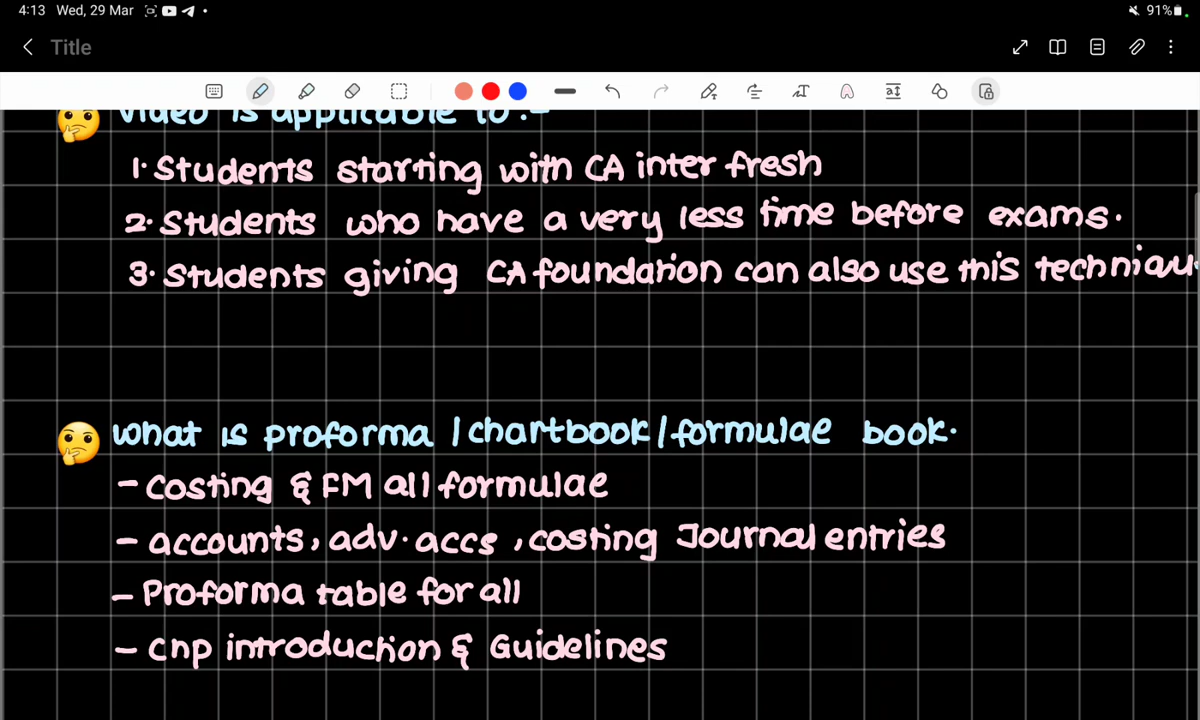 4:13 Wed, 29 Mar
91%
Title
video is applicable to :-
1. Students starting with CA inter fresh
2. Students who have a very less time before exams.
3. Students giving CA foundation can also use this techniqu
What is proforma / chartbook / formulae book.
- Costing & FM all formulae
- accounts, adv. accs, costing Journal entries
- Proforma table for all
- Chp introduction & Guidelines